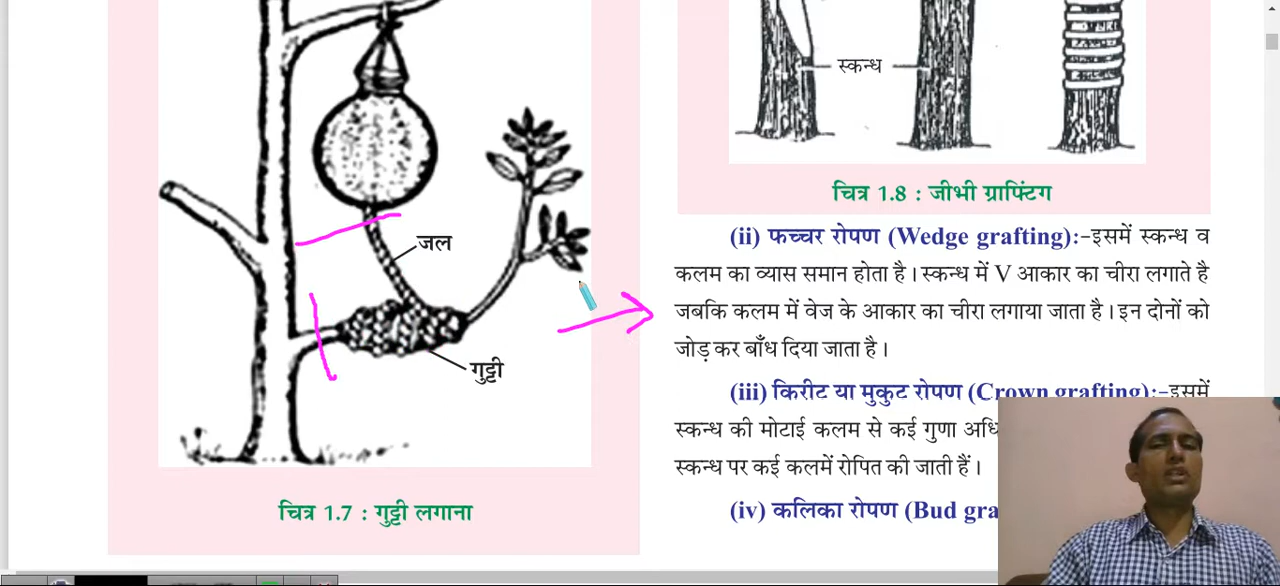 जल
गुट्टी
चित्र 1.7 : गुट्टी लगाना
स्कन्ध
चित्र 1.8 : जीभी ग्राफ्टिंग
(ii) फच्चर रोपण (Wedge grafting):-इसमें स्कन्ध व
कलम का व्यास समान होता है। स्कन्ध में V आकार का चीरा लगाते है
जबकि कलम में वेज के आकार का चीरा लगाया जाता है। इन दोनों को
जोड़ कर बाँध दिया जाता है।
(iii) किरीट या मुकुट रोपण (Crown grafting):-इसमें
स्कन्ध की मोटाई कलम से कई गुणा
स्कन्ध पर कई कलमें रोपित की जाती हैं।
(iv) कलिका रोपण (Bud